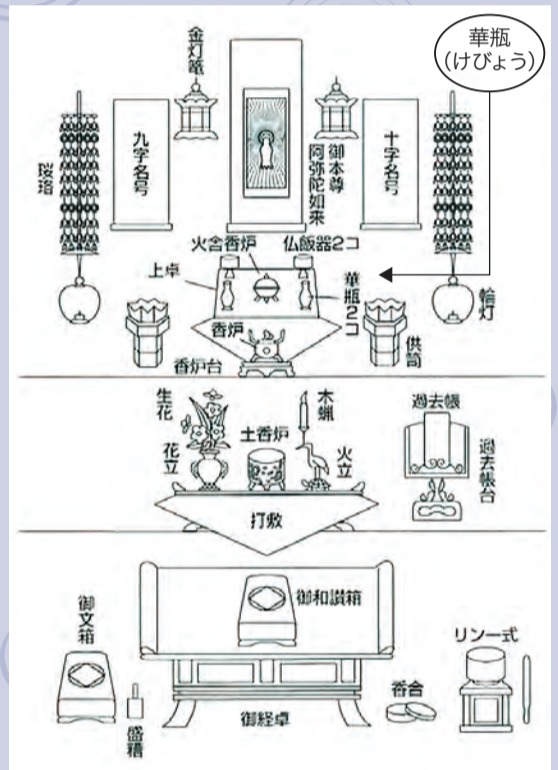 華瓶
(けびょう)
金灯篭
九字名号
御本尊
阿弥陀如来
十字名号
瓔珞
火舎香炉
仏飯器2コ
上卓
華瓶2コ
輪灯
香炉
供笥
香炉台
生花
木蝋
過去帳
花立
土香炉
火立
過去帳台
打敷
御文箱
御和讃箱
リン一式
香合
御経卓